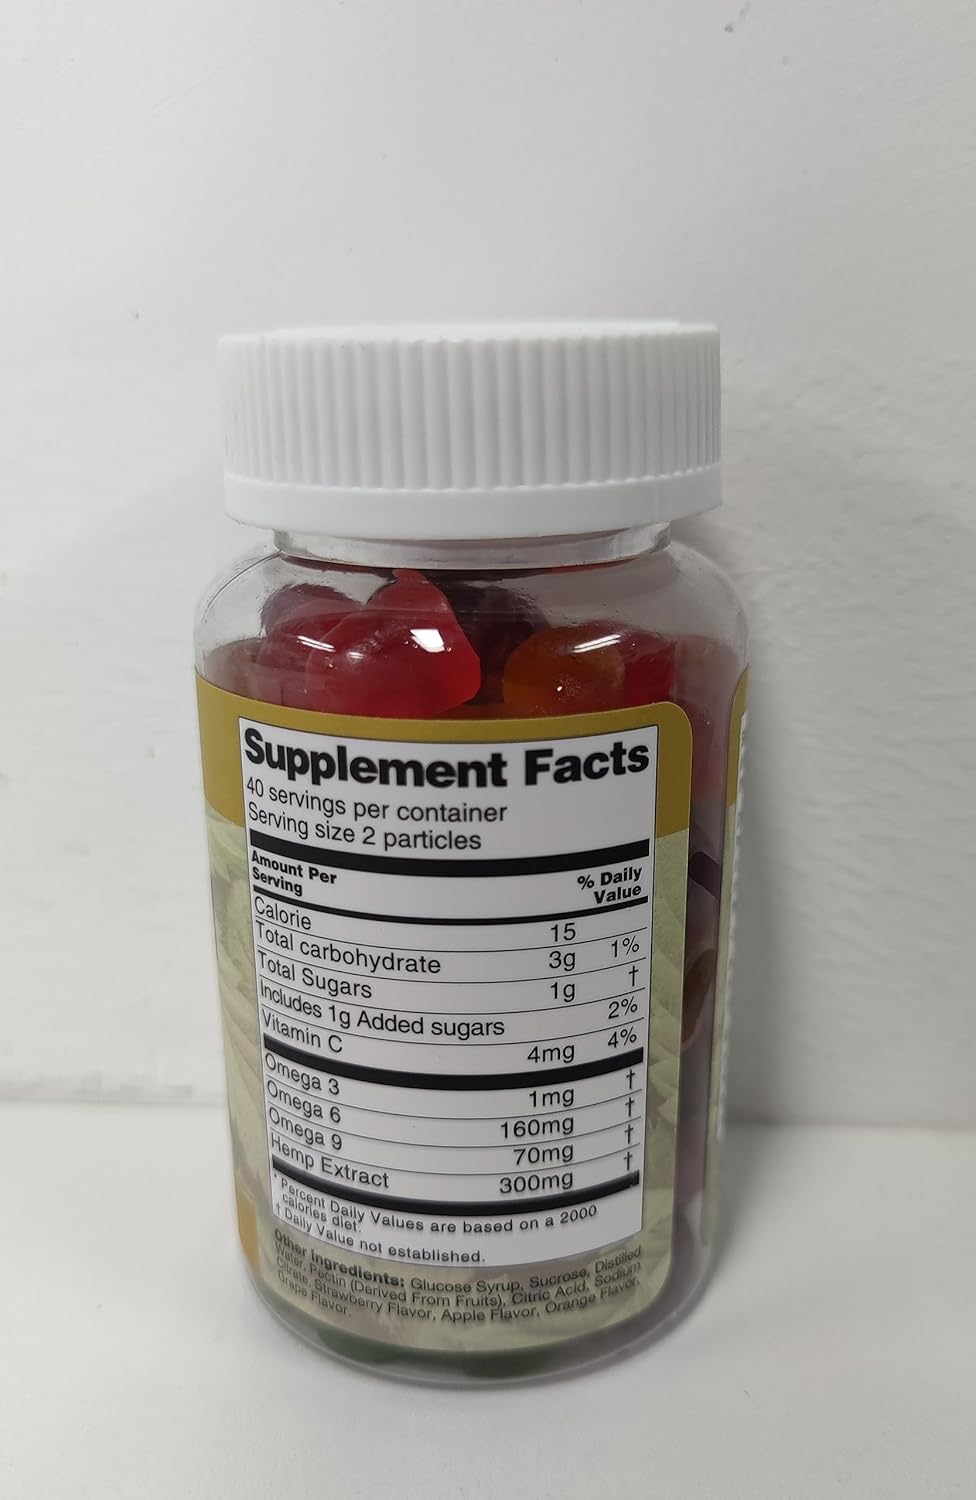 Supplement Facts
40 servings per container
Serving size 2 particles
Amount Per
Serving
% Daily
Value
Calorie 15
Total carbohydrate 3g 1%
Total Sugars 1g †
Includes 1g Added sugars 2%
Vitamin C 4mg 4%
Omega 3 1mg †
Omega 6 160mg †
Omega 9 70mg †
Hemp Extract 300mg †
* Percent Daily Values are based on a 2000
calories diet.
† Daily Value not established.
Other Ingredients: Glucose Syrup, Sucrose, Distilled
Water, Pectin (Derived From Fruits), Citric Acid, Sodium
Citrate, Strawberry Flavor, Apple Flavor, Orange Flavor,
Grape Flavor.